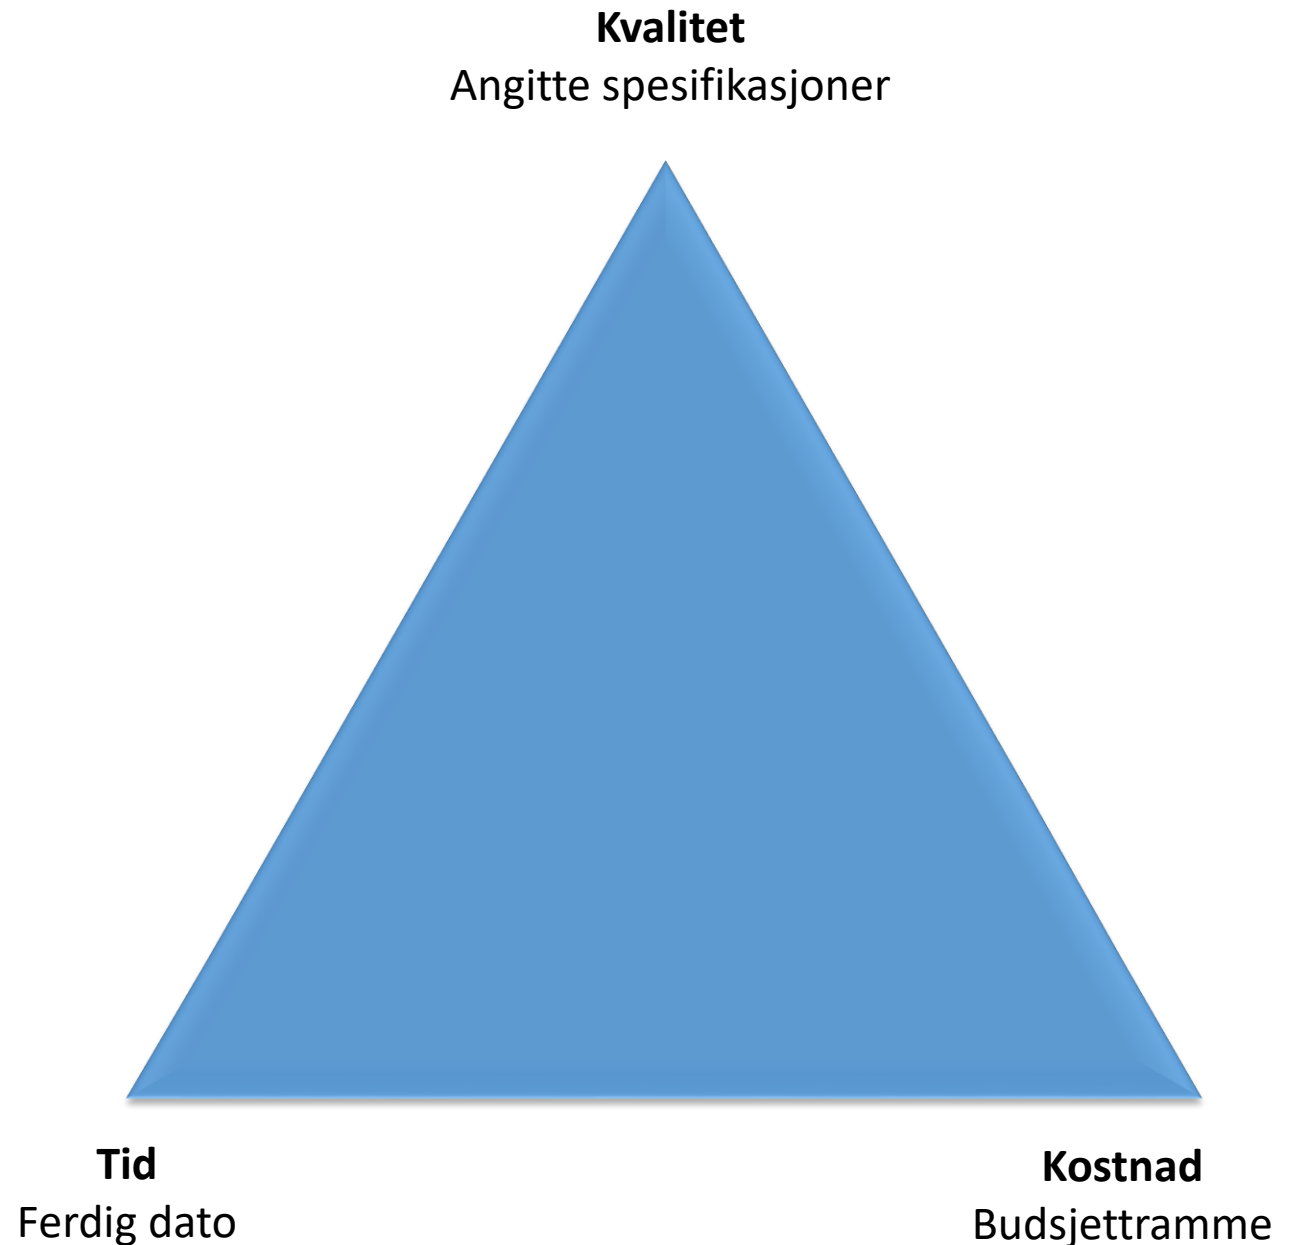 Kvalitet
Angitte spesifikasjoner
Tid
Ferdig dato
Kostnad
Budsjettramme